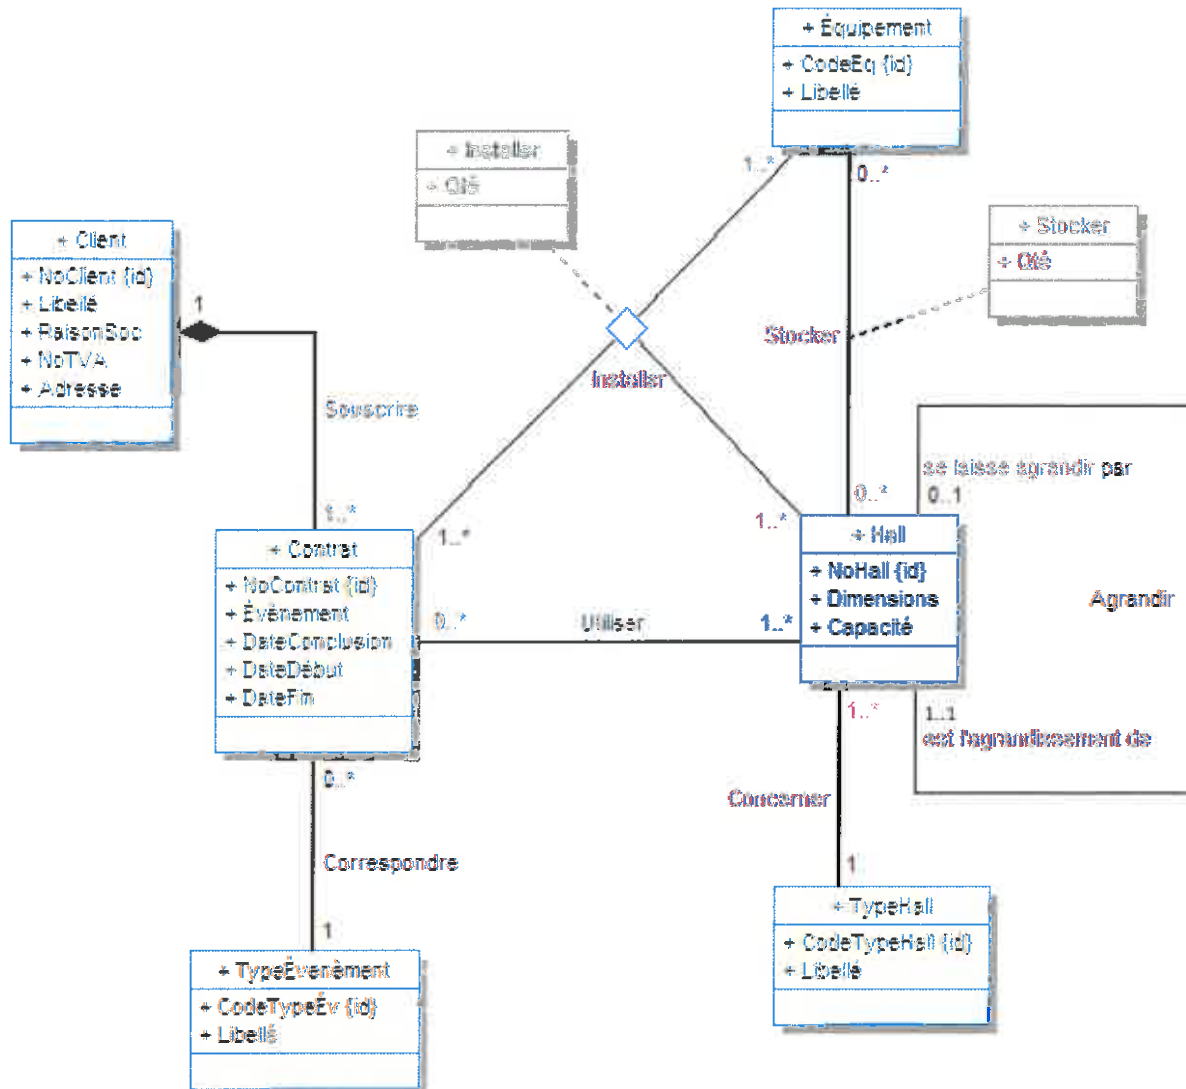 + Équipement
+ CodeEq {id}
+ Libellé
1..*
0..*
+ Installer
+ Qté
+ Stocker
+ Qté
+ Client
+ NoClient {id}
+ Libellé
+ RaisonSoc
+ NoTVA
+ Adresse
1
Souscrire
1..*
Installer
Stocker
se laisse agrandir par
0..1
0..*
1..*
1..*
+ Contrat
+ NoContrat {id}
+ Évènement
+ DateConclusion
+ DateDébut
+ DateFin
0..*
Utiliser
1..*
+ Hall
+ NoHall {id}
+ Dimensions
+ Capacité
Agrandir
1..*
1..1
est l'agrandissement de
0..*
Correspondre
1
Concerner
1
+ TypeÉvenèment
+ CodeTypeÉv {id}
+ Libellé
+ TypeHall
+ CodeTypeHall {id}
+ Libellé